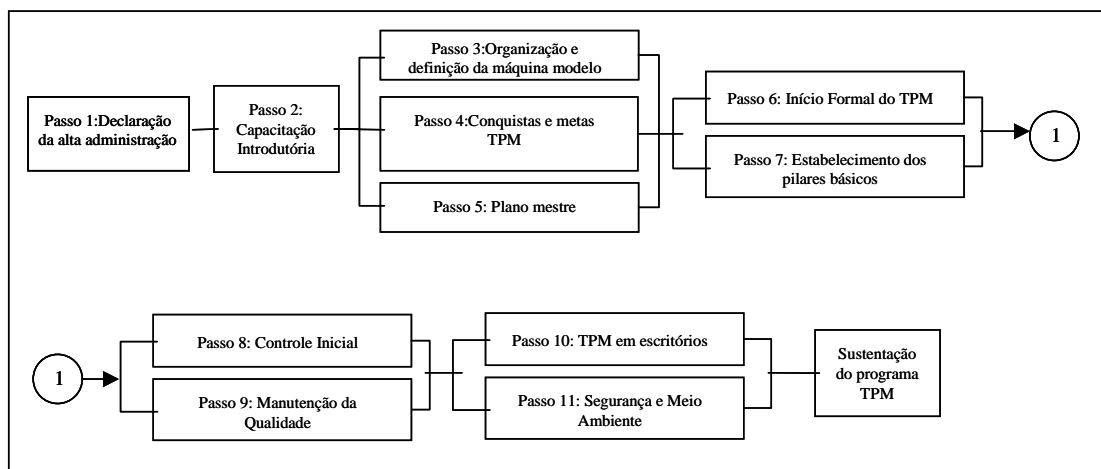 Passo 1:Declaração
da alta administração
Passo 2:
Capacitação
Introdutória
Passo 3:Organização e
definição da máquina modelo
Passo 4:Conquistas e metas
TPM
Passo 5: Plano mestre
Passo 6: Início Formal do TPM
Passo 7: Estabelecimento dos
pilares básicos
1
1
Passo 8: Controle Inicial
Passo 9: Manutenção da
Qualidade
Passo 10: TPM em escritórios
Passo 11: Segurança e Meio
Ambiente
Sustentação
do programa
TPM